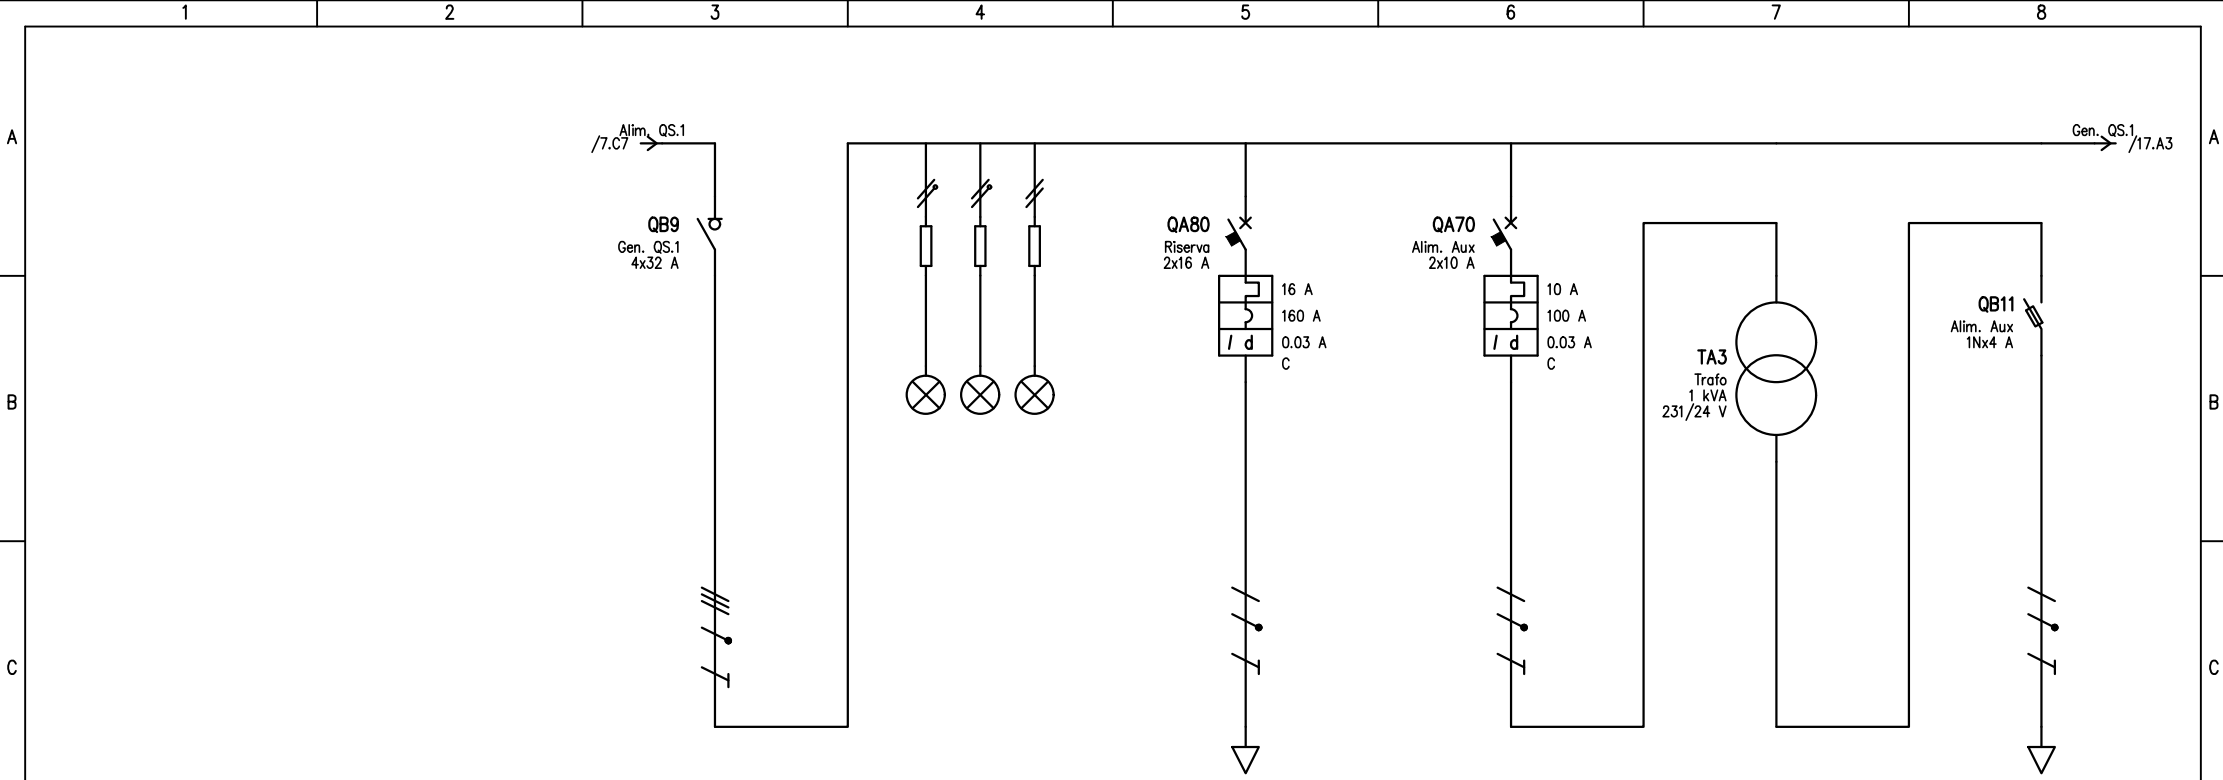 1 2 3 4 5 6 7 8
A A
Alim. QS.1
/7.C7
Gen. QS.1
/17.A3
QB9
Gen. QS.1
4x32 A
QA80
Riserva
2x16 A
16 A
160 A
I d 0.03 A
C
QA70
Alim. Aux
2x10 A
10 A
100 A
I d 0.03 A
C
TA3
Trafo
1 kVA
231/24 V
QB11
Alim. Aux
1Nx4 A
B B
C C